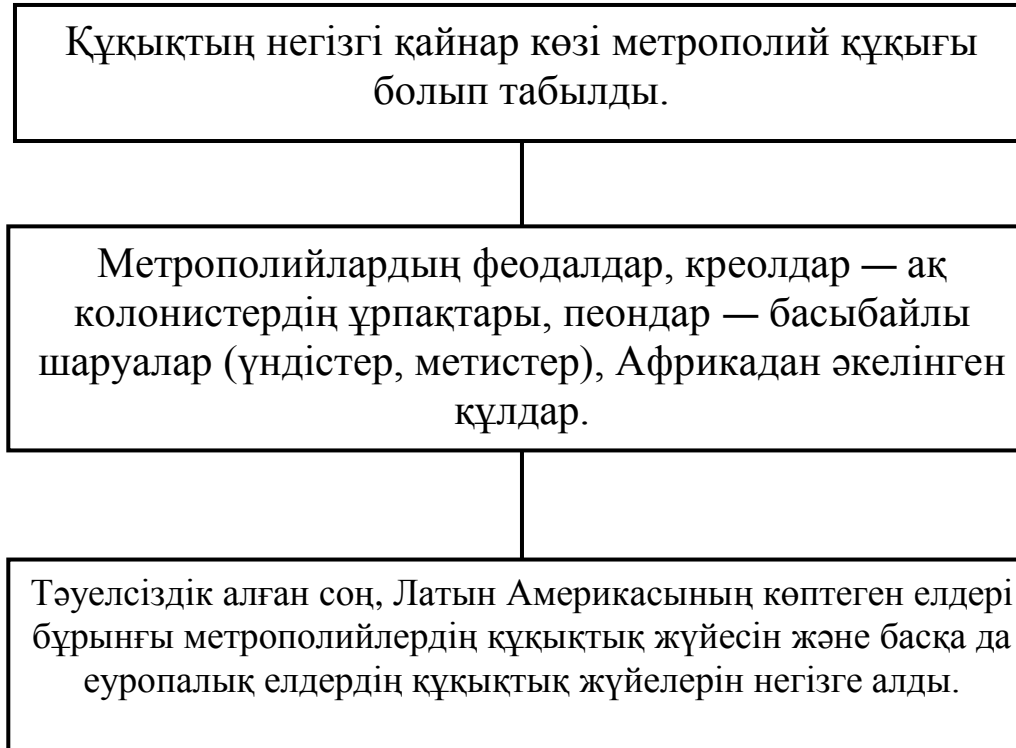 Құқықтың негізгі қайнар көзі метрополий құқығы
болып табылды.
Метрополийлардың феодалдар, креолдар — ақ
колонистердің ұрпақтары, пеондар — басыбайлы
шаруалар (үндістер, метистер), Африкадан әкелінген
құлдар.
Тәуелсіздік алған соң, Латын Америкасының көптеген елдері
бұрынғы метрополийлердің құқықтық жүйесін және басқа да
еуропалық елдердің құқықтық жүйелерін негізге алды.